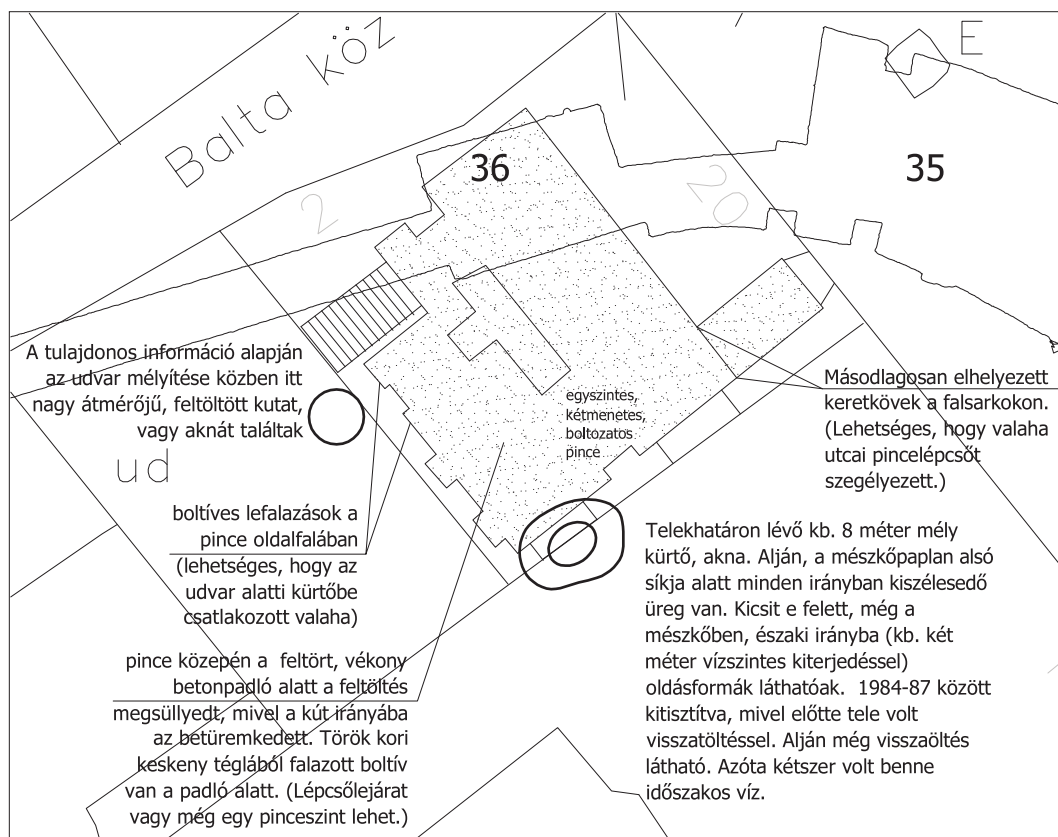 Balta köz
E
36
35
2
20
A tulajdonos információ alapján
az udvar mélyítése közben itt
nagy átmérőjű, feltöltött kutat,
vagy aknát találtak
ud
egyszintes,
kétmenetes,
boltozatos
pince
Másodlagosan elhelyezett
keretkövek a falsarkokon.
(Lehetséges, hogy valaha
utcai pincelépcsőt
szegélyezett.)
boltíves lefalazások a
pince oldalfalában
(lehetséges, hogy az
udvar alatti kürtőbe
csatlakozott valaha)
Telekhatáron lévő kb. 8 méter mély
kürtő, akna. Alján, a mészkőpaplan alsó
síkja alatt minden irányban kiszélesedő
üreg van. Kicsit e felett, még a
mészkőben, északi irányba (kb. két
méter vízszintes kiterjedéssel)
oldásformák láthatóak. 1984-87 között
kitisztítva, mivel előtte tele volt
visszatöltéssel. Alján még visszaöltés
látható. Azóta kétszer volt benne
időszakos víz.
pince közepén a feltört, vékony
betonpadló alatt a feltöltés
megsüllyedt, mivel a kút irányába
az betüremkedett. Török kori
keskeny téglából falazott boltív
van a padló alatt. (Lépcsőlejárat
vagy még egy pinceszint lehet.)